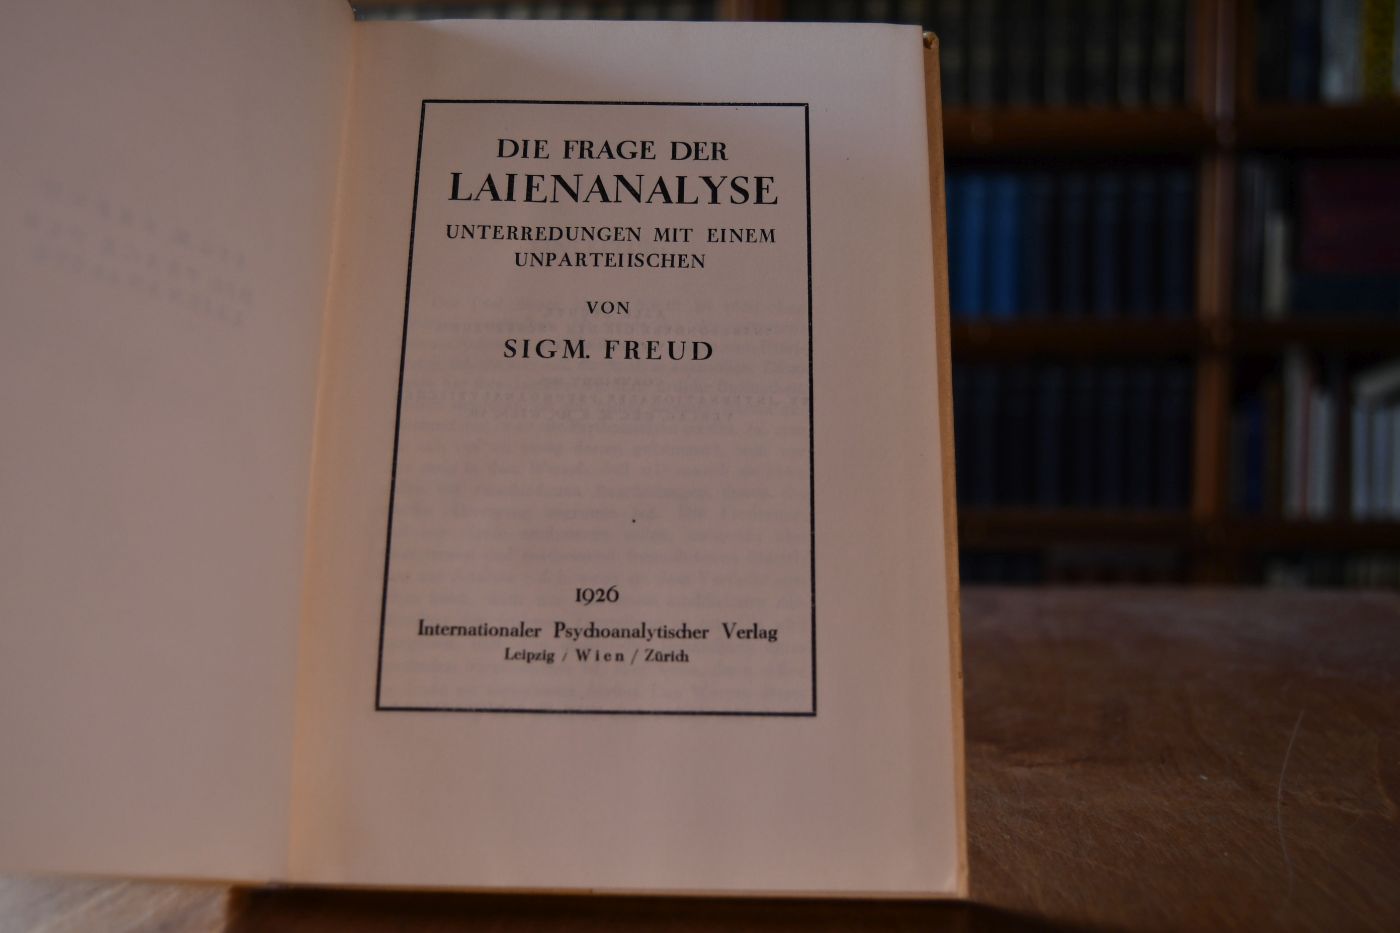 DIE FRAGE DER
LAIENANALYSE
UNTERREDUNGEN MIT EINEM
UNPARTEIISCHEN
VON
SIGM. FREUD
1926
Internationaler Psychoanalytischer Verlag
Leipzig / Wien / Zürich